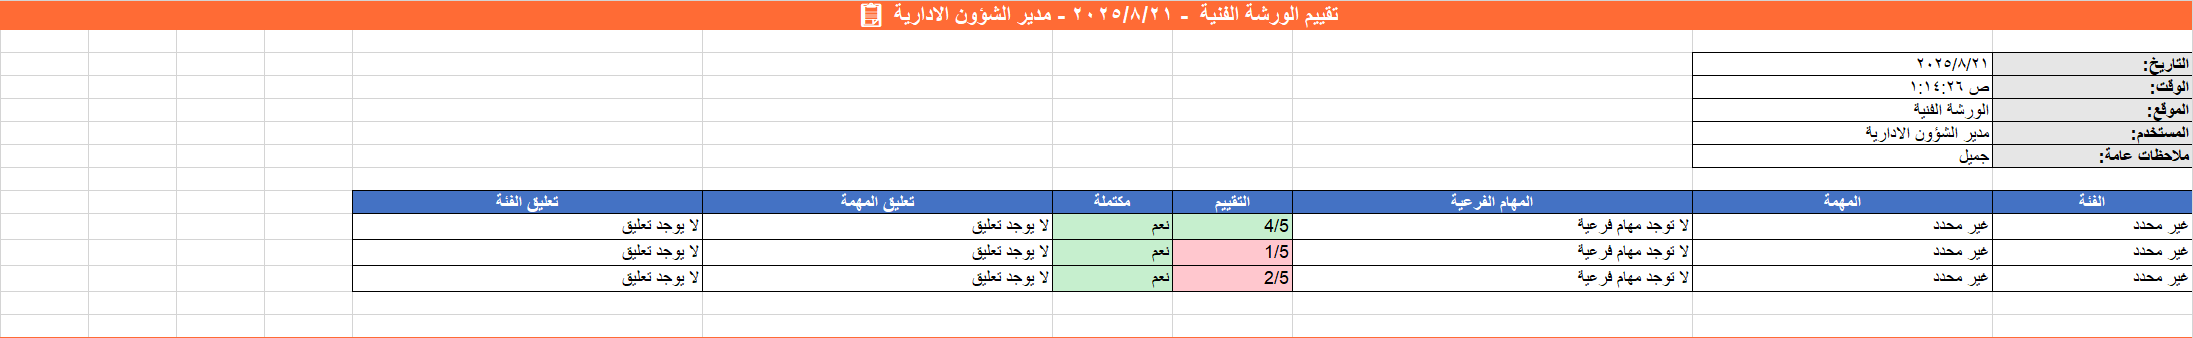 تقييم الورشة الفنية - ٢٠٢٥/٨/٢١ - مدير الشؤون الادارية
التاريخ: ٢٠٢٥/٨/٢١
الوقت: ١:١٤:٢٦ ص
الموقع: الورشة الفنية
المستخدم: مدير الشؤون الادارية
ملاحظات عامة: جميل
الفئة المهمة المهام الفرعية التقييم مكتملة تعليق المهمة تعليق الفئة
غير محدد غير محدد لا توجد مهام فرعية 4/5 نعم لا يوجد تعليق لا يوجد تعليق
غير محدد غير محدد لا توجد مهام فرعية 1/5 نعم لا يوجد تعليق لا يوجد تعليق
غير محدد غير محدد لا توجد مهام فرعية 2/5 نعم لا يوجد تعليق لا يوجد تعليق